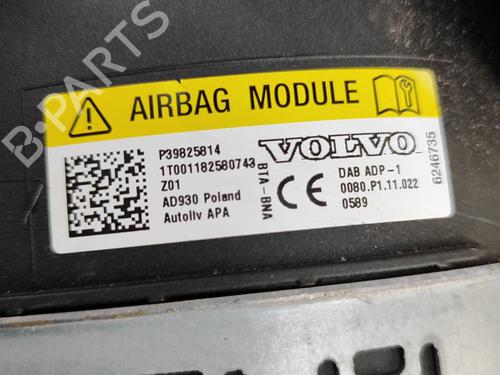 AIRBAG MODULE
P39825814
1T001182580743
Z01
AD930 Poland
Autoliv APA
BTA-BNA
VOLVO
CE
DAB ADP-1
0080.P1.11.022
0589
6246735
B-PARTS